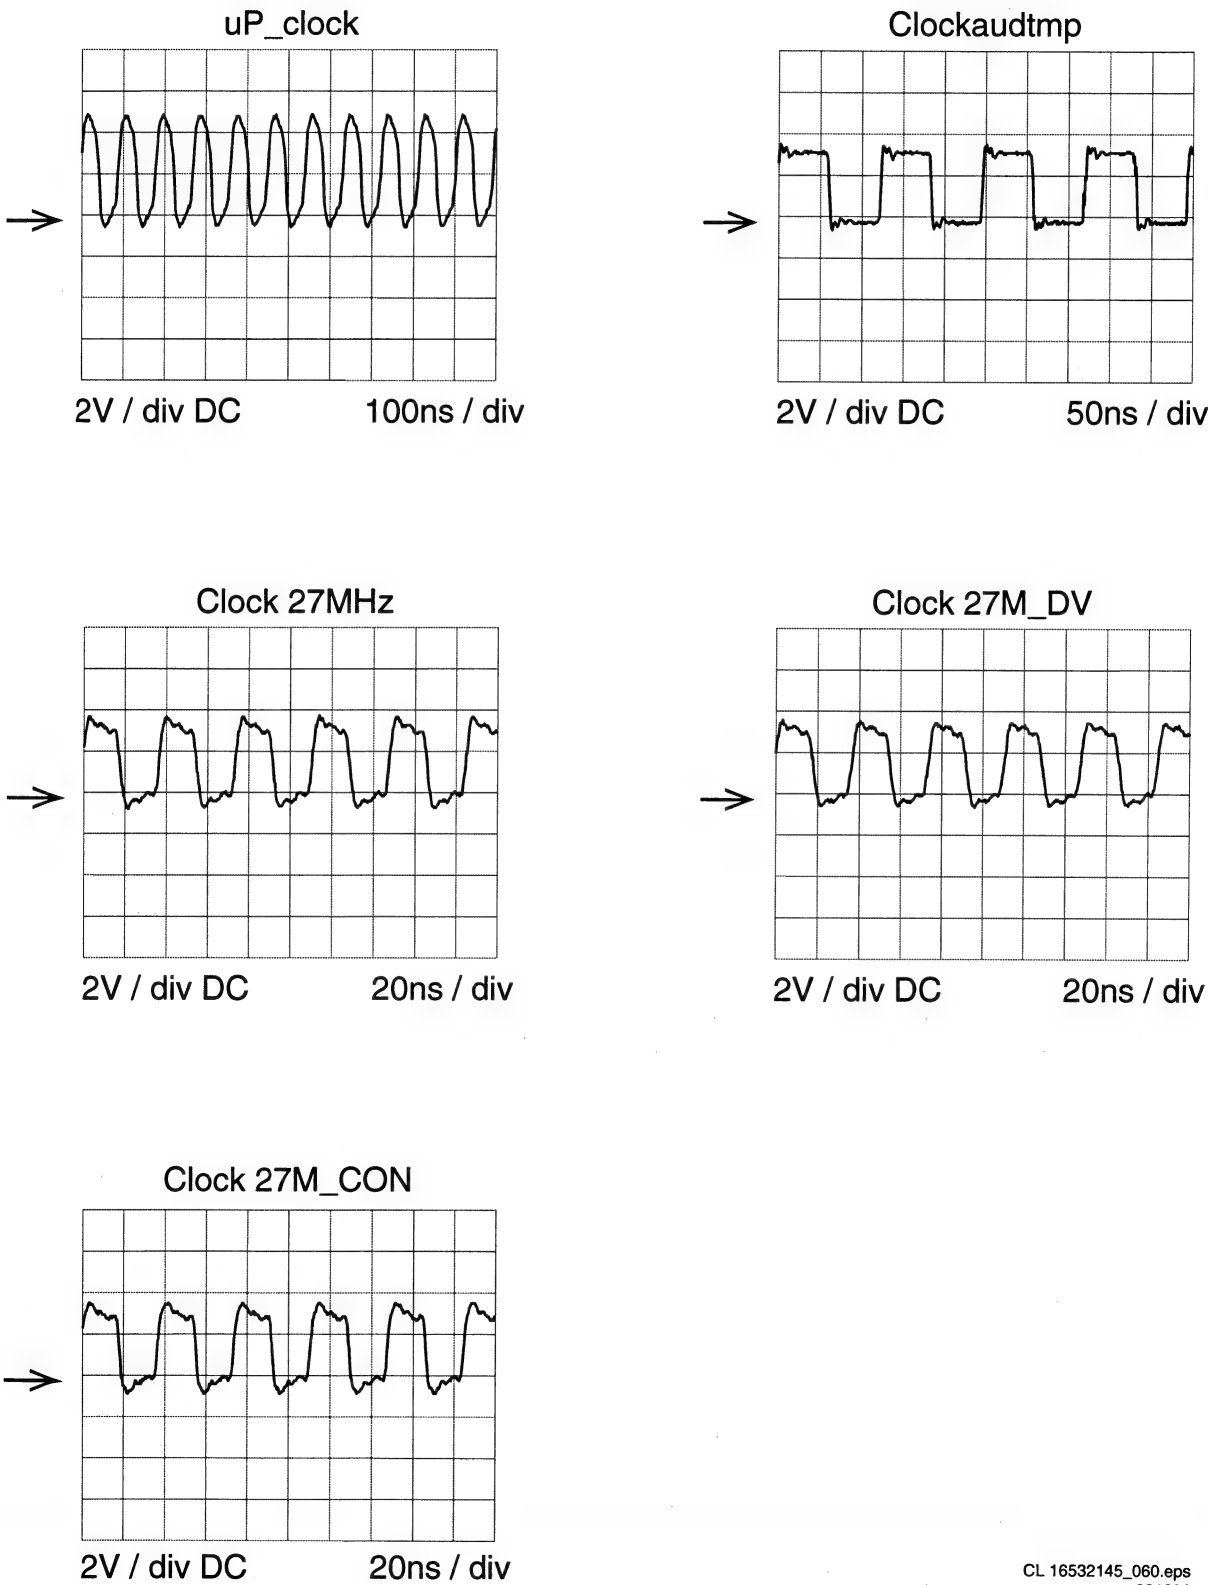 uP_clock
Clockaudtmp
2V / div DC
100ns / div
2V / div DC
50ns / div
Clock 27MHz
Clock 27M_DV
2V / div DC
20ns / div
2V / div DC
20ns / div
Clock 27M_CON
2V / div DC
20ns / div
CL 16532145_060.eps